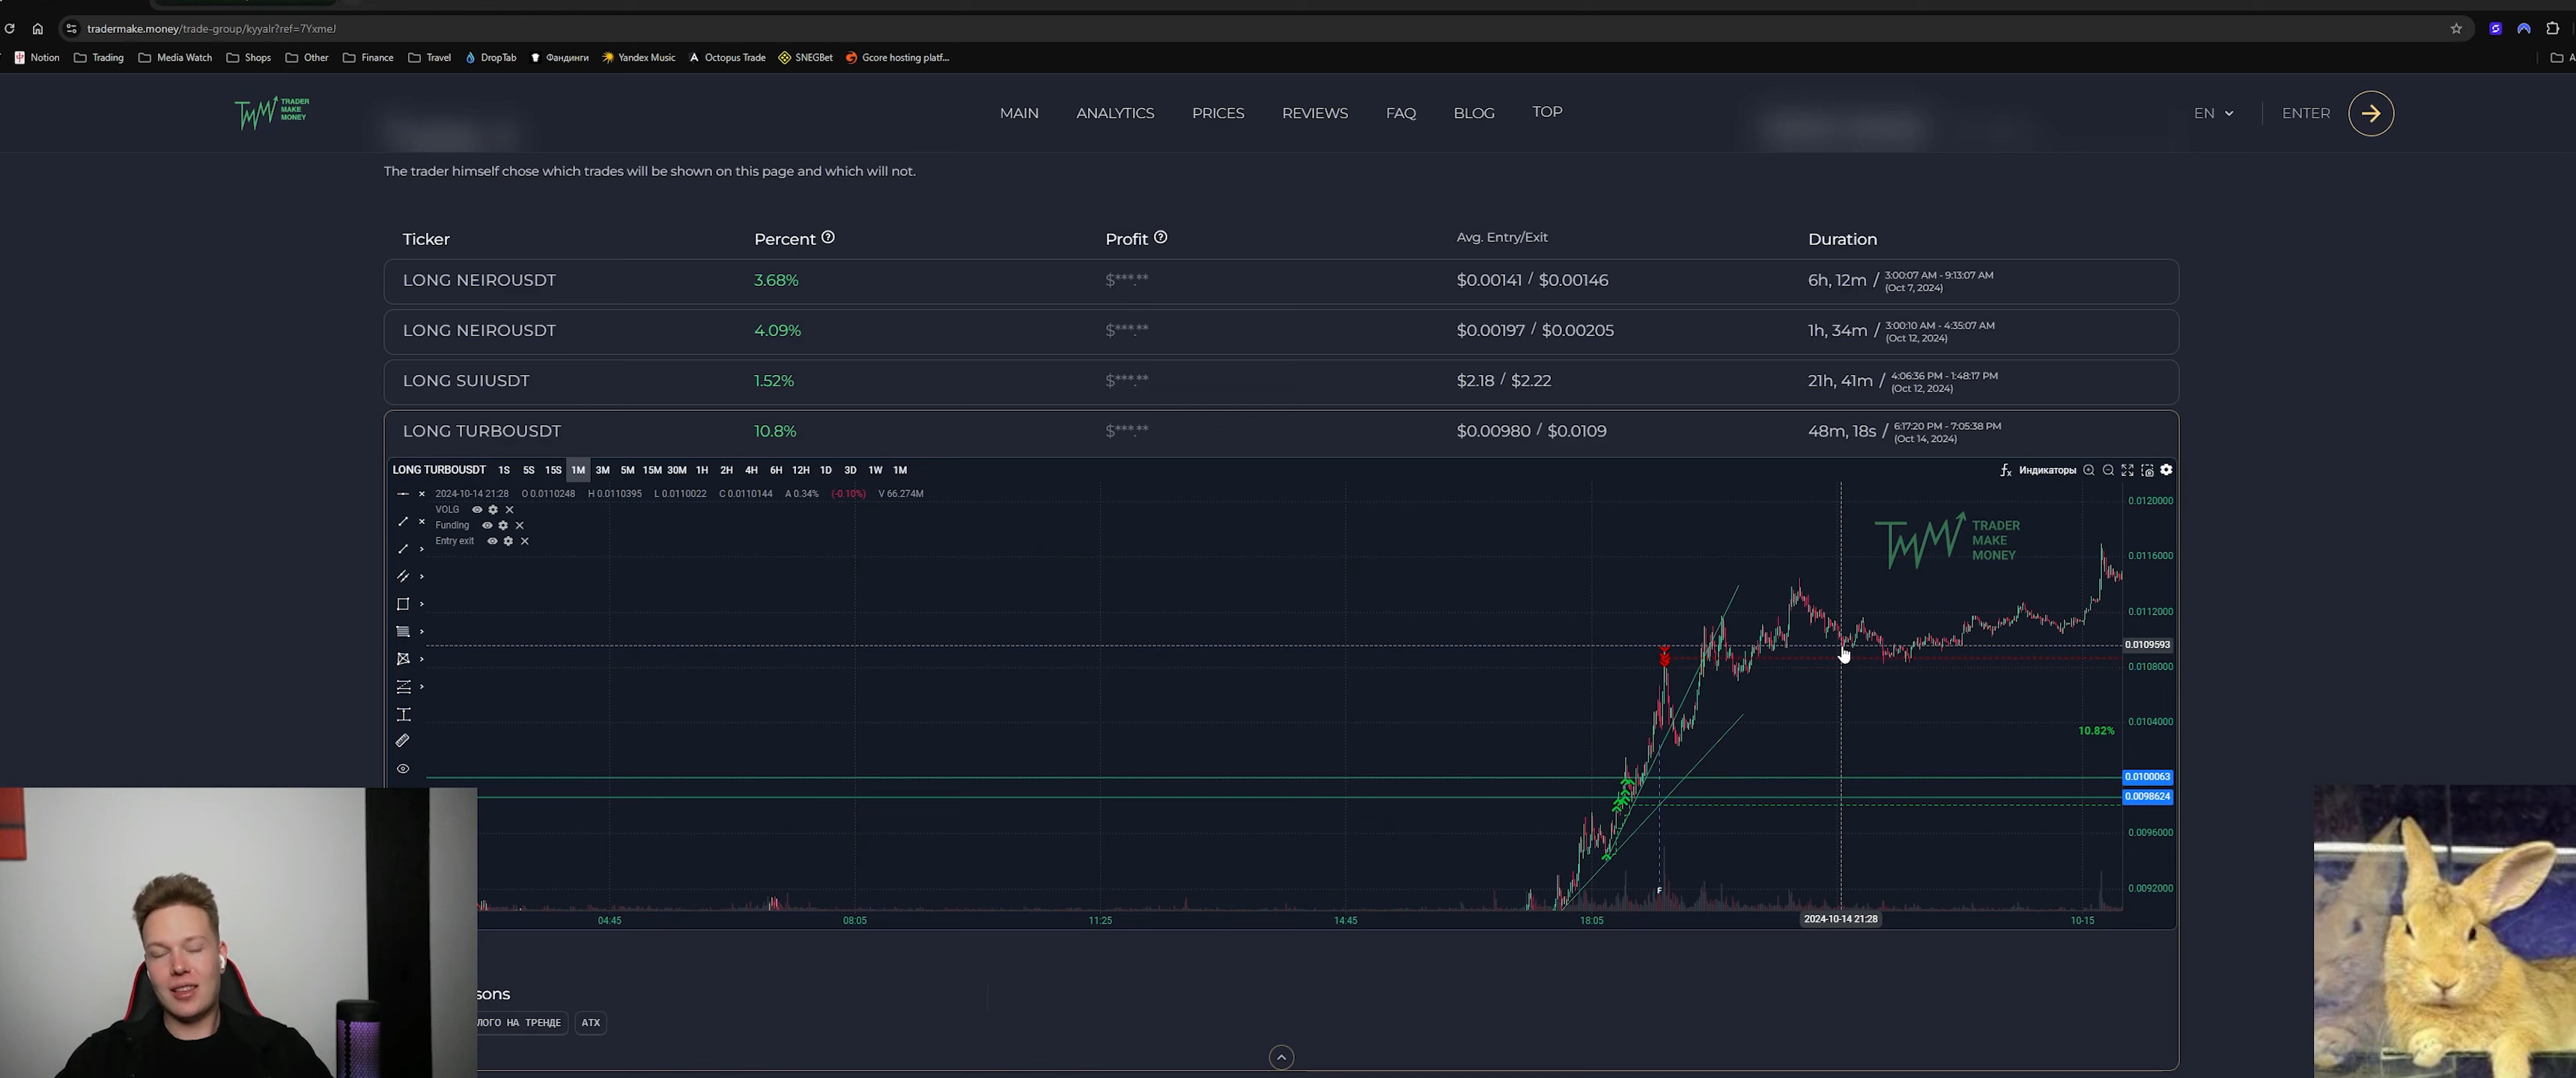 tradermake.money/trade-group/kyyalr?ref=7YxmeJ
Notion Trading Media Watch Shops Other Finance Travel DropTab Фандинги Yandex Music Octopus Trade SNEGBet Gcore hosting platf...
TRADER
MAKE
MONEY
MAIN ANALYTICS PRICES REVIEWS FAQ BLOG TOP EN ENTER
The trader himself chose which trades will be shown on this page and which will not.
Ticker Percent Profit Avg. Entry/Exit Duration
LONG NEIROUSDT 3.68% $***.** $0.00141 / $0.00146 6h, 12m / 3:00:07 AM - 9:13:07 AM
(Oct 7, 2024)
LONG NEIROUSDT 4.09% $***.** $0.00197 / $0.00205 1h, 34m / 3:00:10 AM - 4:35:07 AM
(Oct 12, 2024)
LONG SUIUSDT 1.52% $***.** $2.18 / $2.22 21h, 41m / 4:06:36 PM - 1:48:17 PM
(Oct 12, 2024)
LONG TURBOUSDT 10.8% $***.** $0.00980 / $0.0109 48m, 18s / 6:17:20 PM - 7:05:38 PM
(Oct 14, 2024)
LONG TURBOUSDT 1S 5S 15S 1M 3M 5M 15M 30M 1H 2H 4H 6H 12H 1D 3D 1W 1M Индикаторы
2024-10-14 21:28 O 0.0110248 H 0.0110395 L 0.0110022 C 0.0110144 A 0.34% (-0.10%) V 66.274M
VOLG
Funding
Entry exit
TRADER
MAKE
MONEY
0.0120000
0.0116000
0.0112000
0.0109593
0.0108000
0.0104000
10.82%
0.0100063
0.0098624
0.0096000
0.0092000
F
04:45 08:05 11:25 14:45 18:05 2024-10-14 21:28 10-15
sons
ЛОГО НА ТРЕНДЕ ATX